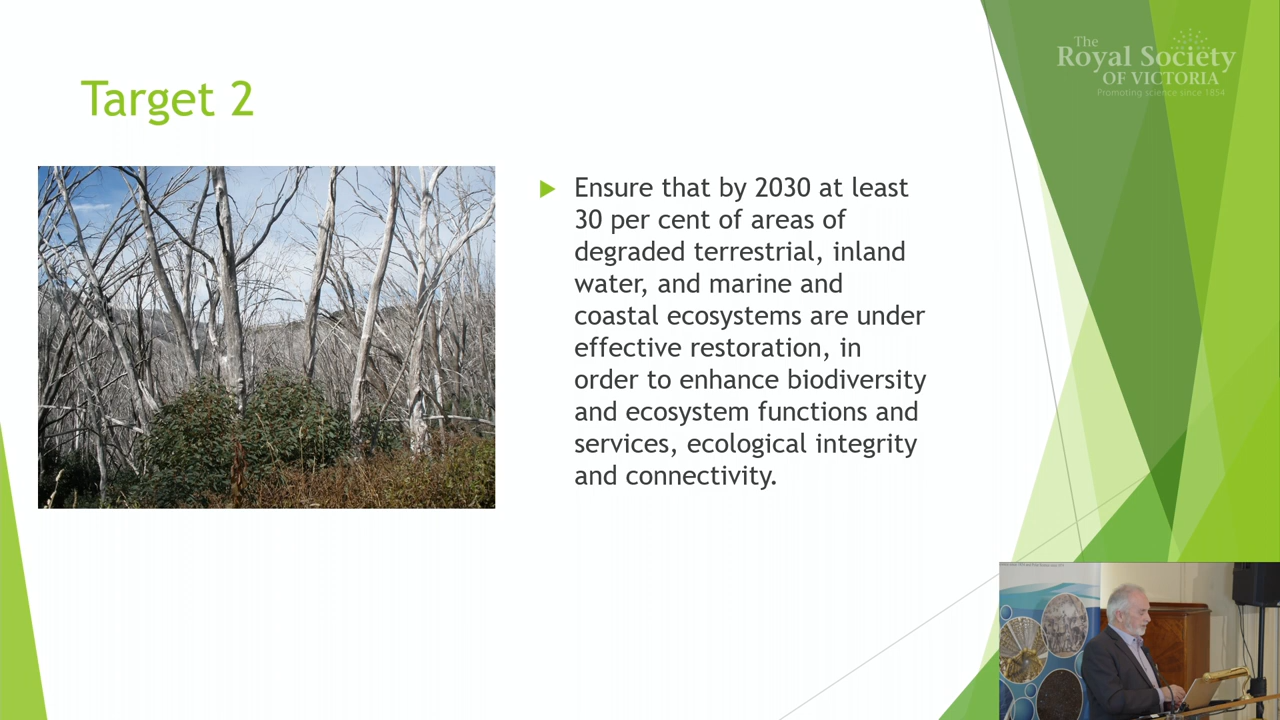 The
Royal Society
OF VICTORIA
Promoting science since 1854
Target 2
Ensure that by 2030 at least
30 per cent of areas of
degraded terrestrial, inland
water, and marine and
coastal ecosystems are under
effective restoration, in
order to enhance biodiversity
and ecosystem functions and
services, ecological integrity
and connectivity.